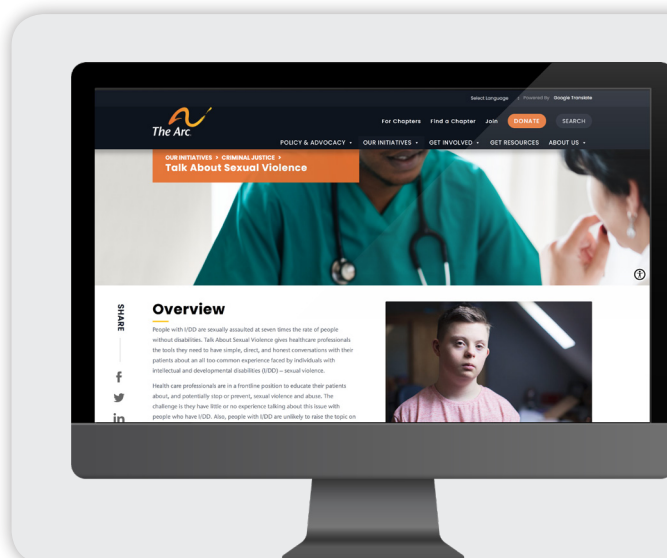 Select Language
Powered By Google Translate
The Arc
For Chapters Find a Chapter Join DONATE SEARCH
POLICY & ADVOCACY OUR INITIATIVES GET INVOLVED GET RESOURCES ABOUT US
OUR INITIATIVES > CRIMINAL JUSTICE >
Talk About Sexual Violence
SHARE
Overview
People with I/DD are sexually assaulted at seven times the rate of people
without disabilities. Talk About Sexual Violence gives healthcare professionals
the tools they need to have simple, direct, and honest conversations with their
patients about an all too common experience faced by individuals with
intellectual and developmental disabilities (I/DD) – sexual violence.
Health care professionals are in a frontline position to educate their patients
about, and potentially stop or prevent, sexual violence and abuse. The
challenge is they have little or no experience talking about this issue with
people who have I/DD. Also, people with I/DD are unlikely to raise the topic on